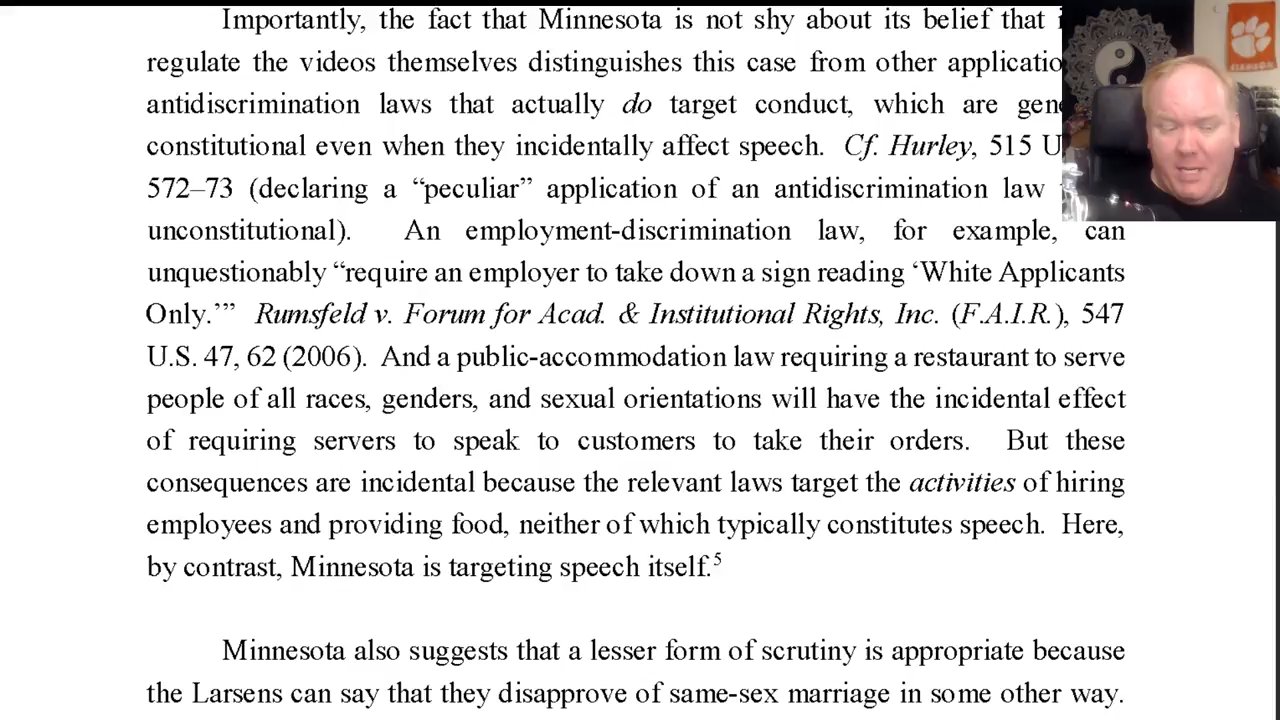 Importantly, the fact that Minnesota is not shy about its belief that
regulate the videos themselves distinguishes this case from other
antidiscrimination laws that actually do target conduct, which are
constitutional even when they incidentally affect speech. Cf. Hurley, 515 U
572–73 (declaring a “peculiar” application of an antidiscrimination law
unconstitutional). An employment-discrimination law, for example, can
unquestionably “require an employer to take down a sign reading ‘White Applicants
Only.’” Rumsfeld v. Forum for Acad. & Institutional Rights, Inc. (F.A.I.R.), 547
U.S. 47, 62 (2006). And a public-accommodation law requiring a restaurant to serve
people of all races, genders, and sexual orientations will have the incidental effect
of requiring servers to speak to customers to take their orders. But these
consequences are incidental because the relevant laws target the activities of hiring
employees and providing food, neither of which typically constitutes speech. Here,
by contrast, Minnesota is targeting speech itself.5
Minnesota also suggests that a lesser form of scrutiny is appropriate because
the Larsens can say that they disapprove of same-sex marriage in some other way.